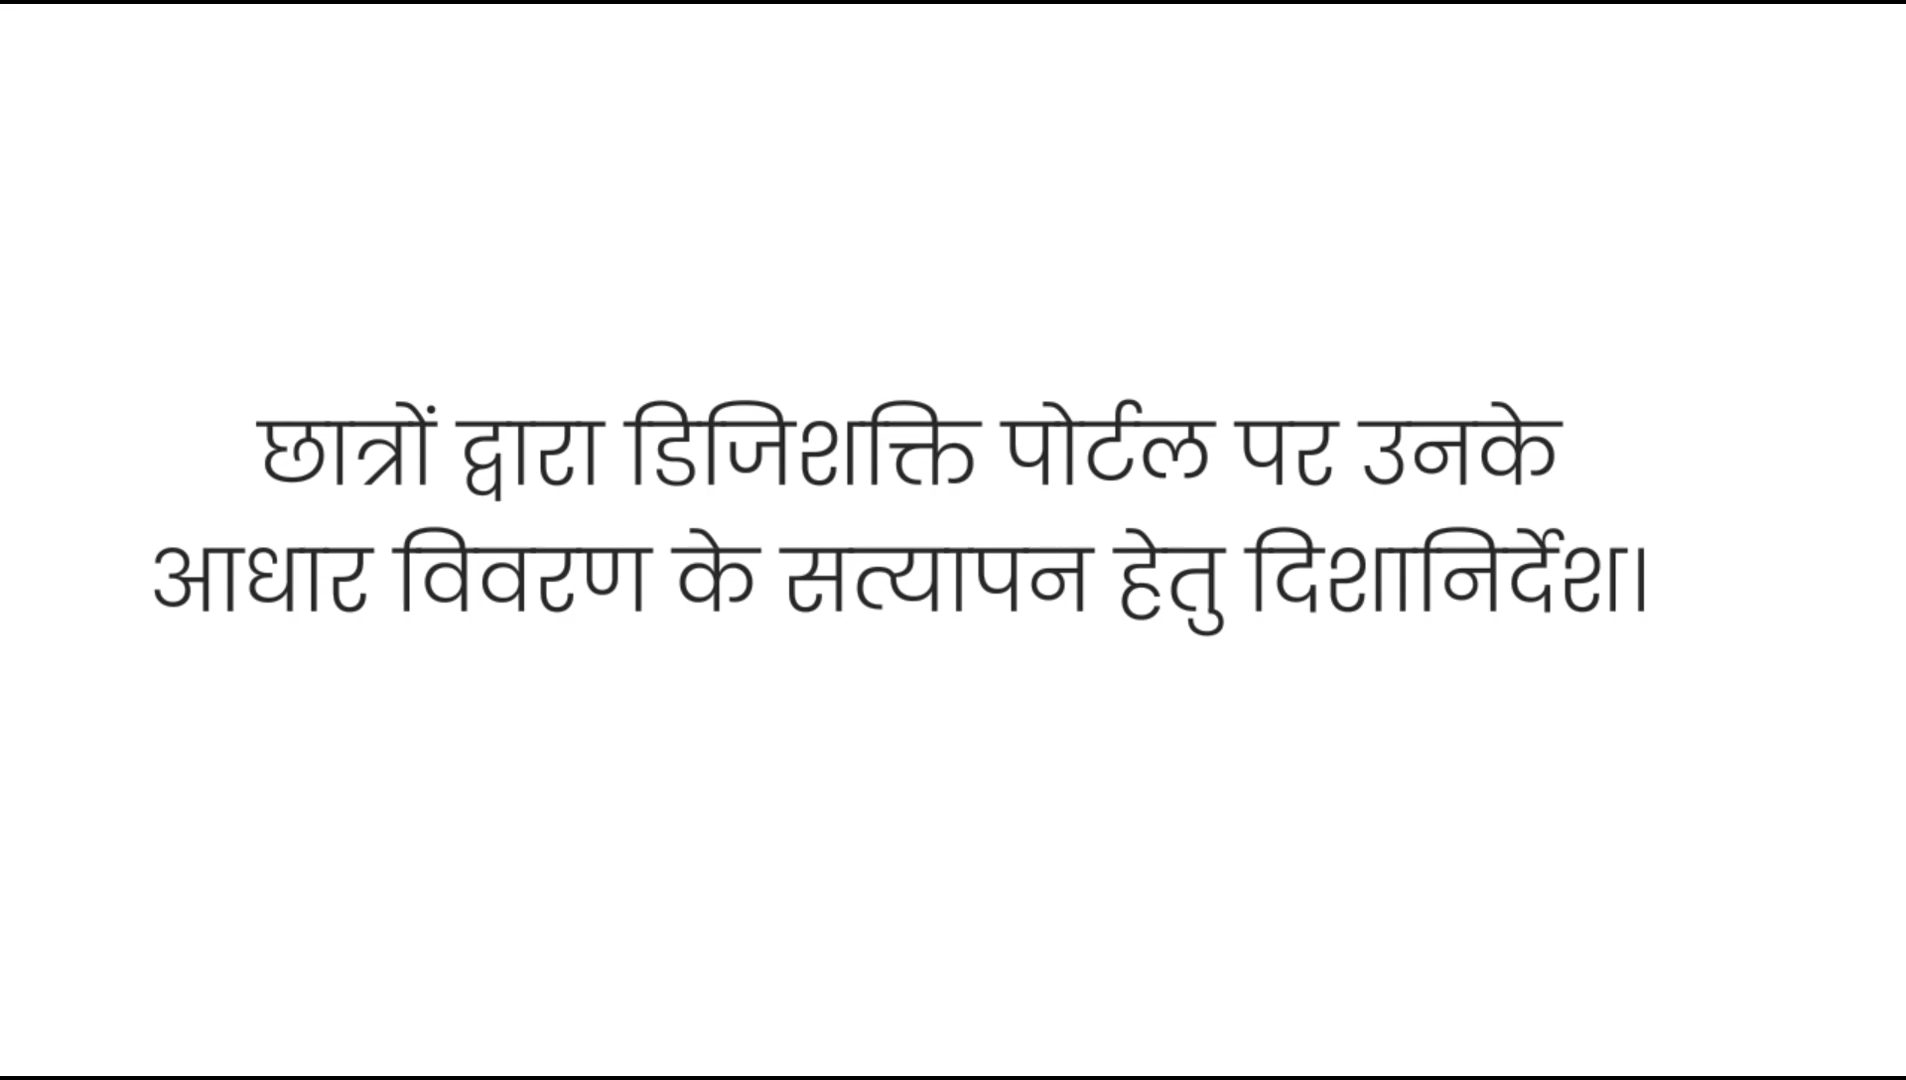 छात्रों द्वारा डिजिशक्ति पोर्टल पर उनके
आधार विवरण के सत्यापन हेतु दिशानिर्देश।